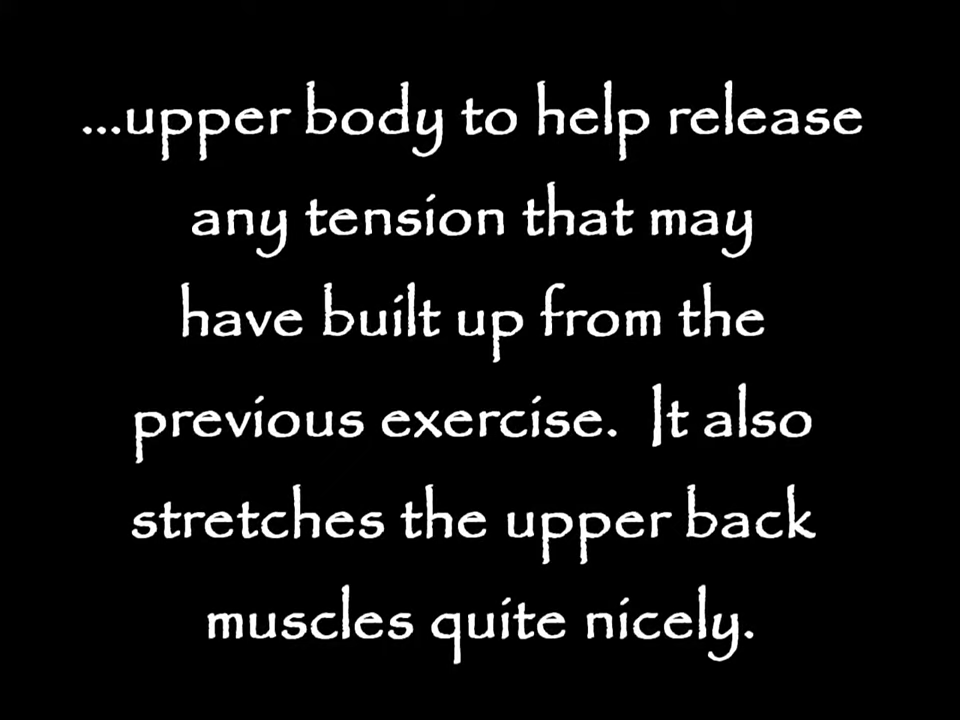 ...upper body to help release
any tension that may
have built up from the
previous exercise.  It also
stretches the upper back
muscles quite nicely.